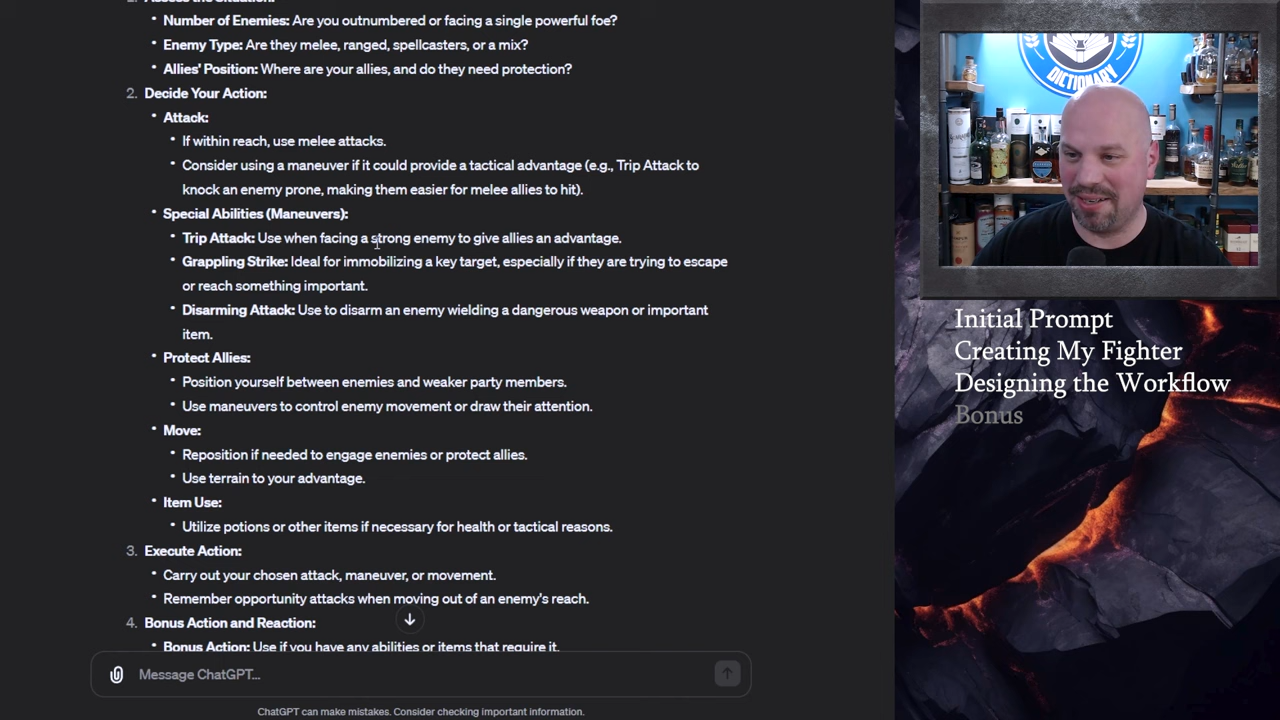 1. Assess the Situation:
• Number of Enemies: Are you outnumbered or facing a single powerful foe?
• Enemy Type: Are they melee, ranged, spellcasters, or a mix?
• Allies' Position: Where are your allies, and do they need protection?
2. Decide Your Action:
• Attack:
• If within reach, use melee attacks.
• Consider using a maneuver if it could provide a tactical advantage (e.g., Trip Attack to
knock an enemy prone, making them easier for melee allies to hit).
• Special Abilities (Maneuvers):
• Trip Attack: Use when facing a strong enemy to give allies an advantage.
• Grappling Strike: Ideal for immobilizing a key target, especially if they are trying to escape
or reach something important.
• Disarming Attack: Use to disarm an enemy wielding a dangerous weapon or important
item.
• Protect Allies:
• Position yourself between enemies and weaker party members.
• Use maneuvers to control enemy movement or draw their attention.
• Move:
• Reposition if needed to engage enemies or protect allies.
• Use terrain to your advantage.
• Item Use:
• Utilize potions or other items if necessary for health or tactical reasons.
3. Execute Action:
• Carry out your chosen attack, maneuver, or movement.
• Remember opportunity attacks when moving out of an enemy's reach.
4. Bonus Action and Reaction:
• Bonus Action: Use if you have any abilities or items that require it.
Message ChatGPT...
ChatGPT can make mistakes. Consider checking important information.
DICTIONARY
Initial Prompt
Creating My Fighter
Designing the Workflow
Bonus